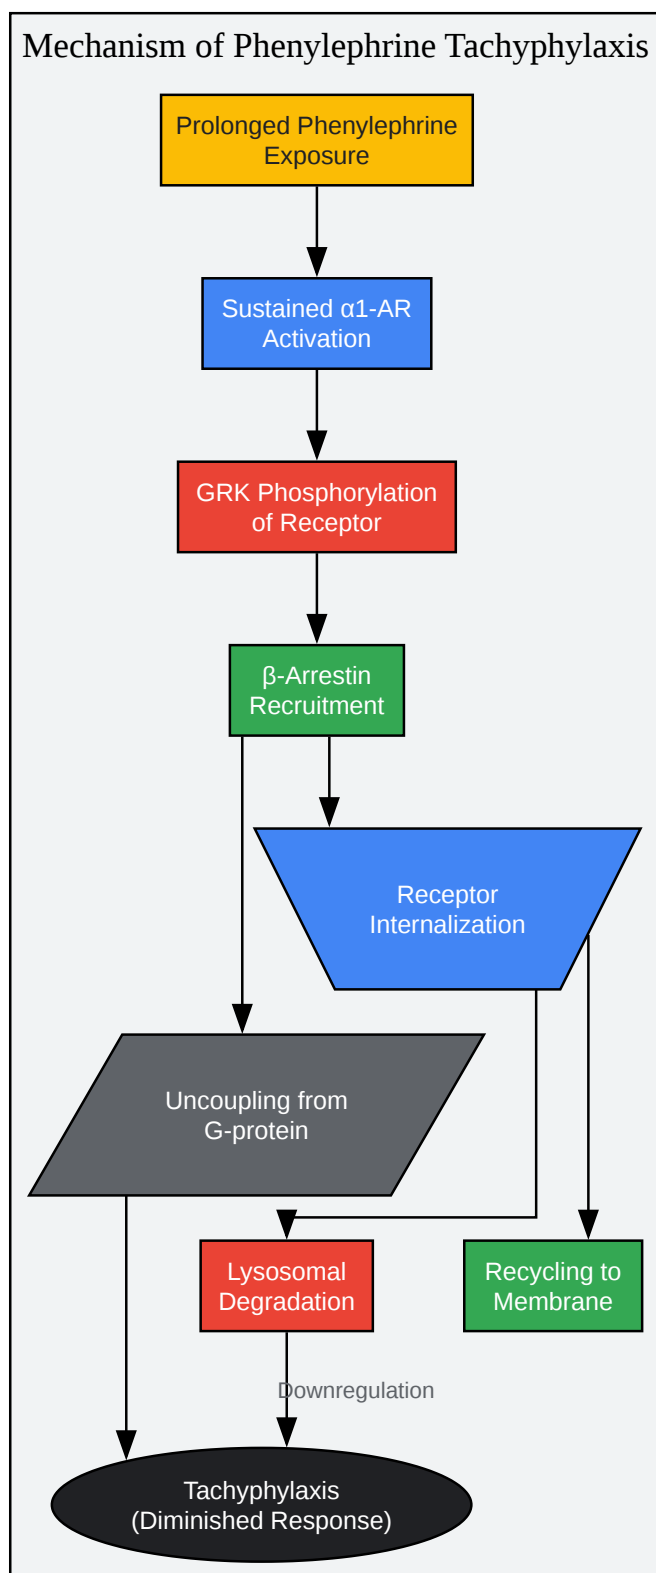 Mechanism of Phenylephrine Tachyphylaxis
Prolonged Phenylephrine
Exposure
Sustained α1-AR
Activation
GRK Phosphorylation
of Receptor
β-Arrestin
Recruitment
Receptor
Internalization
Uncoupling from
G-protein
Lysosomal
Degradation
Recycling to
Membrane
Downregulation
Tachyphylaxis
(Diminished Response)